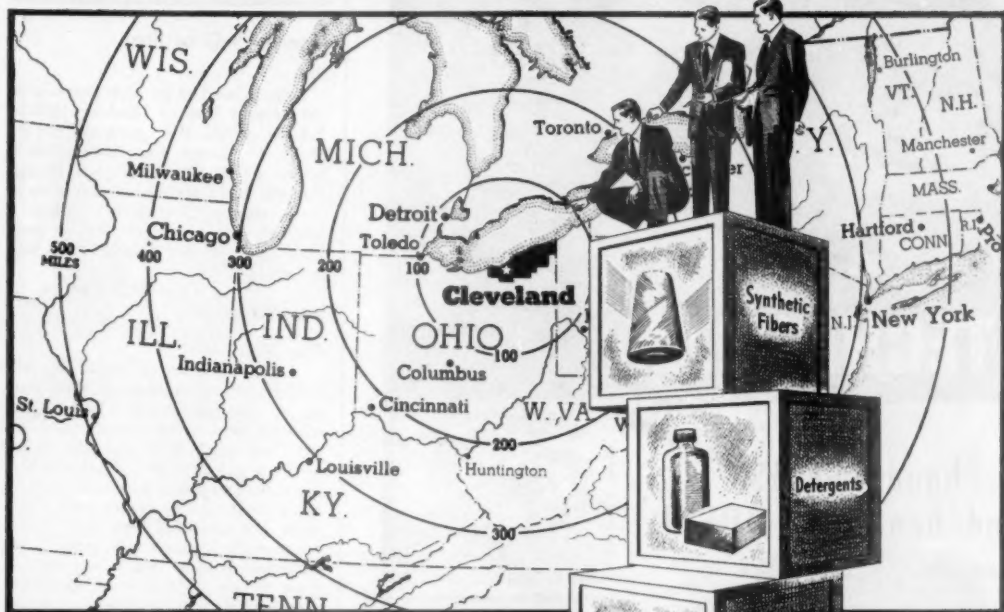 WIS.
Burlington
VT.
N.H.
Toronto
Y.
MICH.
Manchester
Milwaukee
MASS.
Detroit
Hartford
CONN.
R.I.
Chicago
Toledo
500
MILES
400
300
200
100
Cleveland
Synthetic
Fibers
N.J.
New York
ILL.
IND.
OHIO
100
Indianapolis
Columbus
Cincinnati
W. VA
St. Louis
200
Huntington
Detergents
Louisville
KY.
300
TENN.